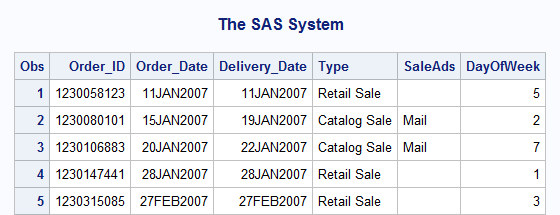 The SAS System
Obs Order_ID Order_Date Delivery_Date Type SaleAds DayOfWeek
1 1230058123 11JAN2007 11JAN2007 Retail Sale 5
2 1230080101 15JAN2007 19JAN2007 Catalog Sale Mail 2
3 1230106883 20JAN2007 22JAN2007 Catalog Sale Mail 7
4 1230147441 28JAN2007 28JAN2007 Retail Sale 1
5 1230315085 27FEB2007 27FEB2007 Retail Sale 3